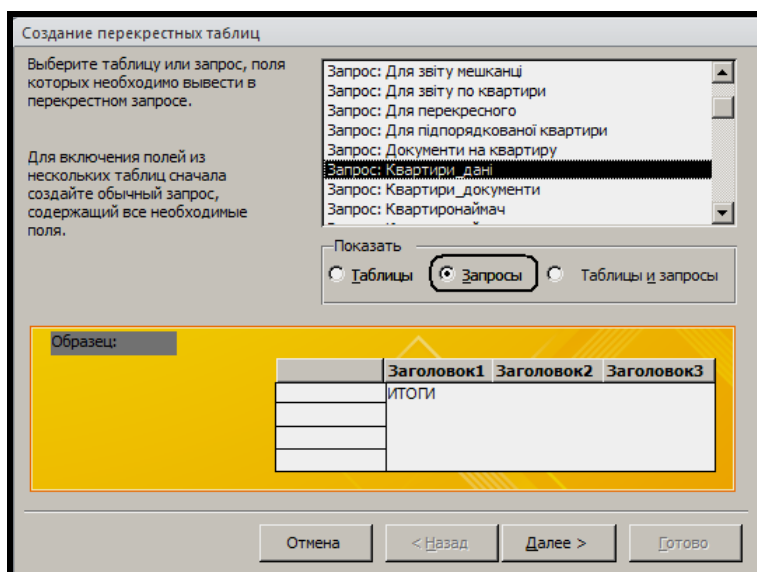 Создание перекрестных таблиц
Выберите таблицу или запрос, поля
которых необходимо вывести в
перекрестном запросе.
Для включения полей из
нескольких таблиц сначала
создайте обычный запрос,
содержащий все необходимые
поля.
Запрос: Для звіту мешканці
Запрос: Для звіту по квартири
Запрос: Для перекресного
Запрос: Для підпорядкованої квартири
Запрос: Документи на квартиру
Запрос: Квартири_дані
Запрос: Квартири_документи
Запрос: Квартиронаймач
Показать
Таблицы Запросы Таблицы и запросы
Образец:
Заголовок1 Заголовок2 Заголовок3
ИТОГИ
Отмена < Назад Далее > Готово